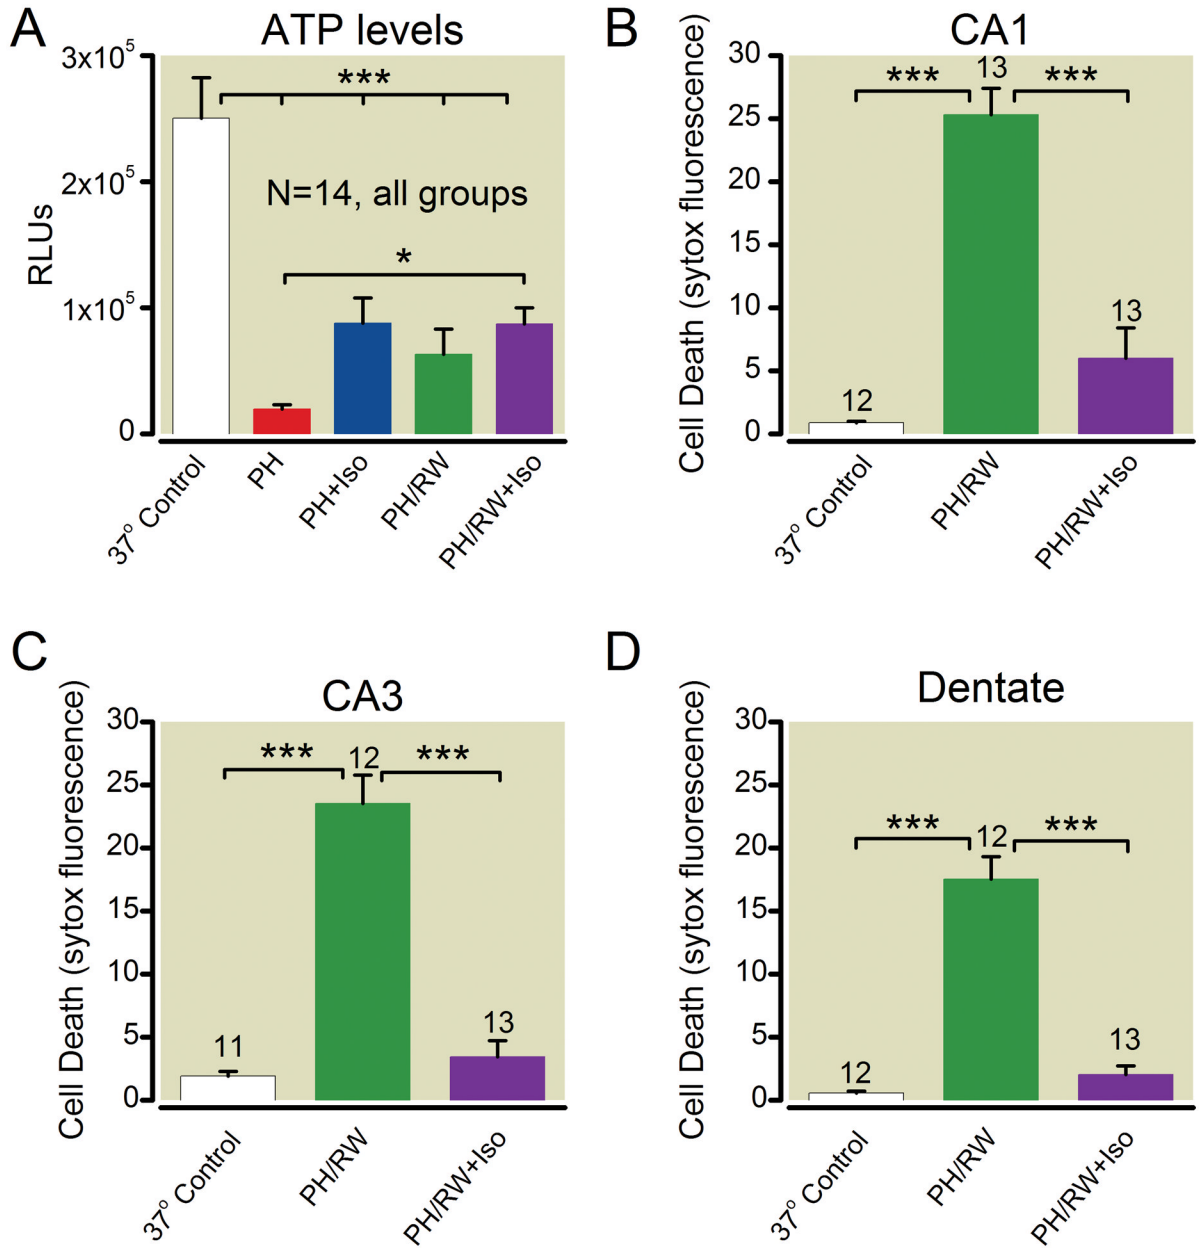 A
ATP levels
RLUs
3x10⁵
2x10⁵
1x10⁵
0
***
N=14, all groups
*
37° Control
PH
PH+Iso
PH/RW
PH/RW+Iso
B
CA1
Cell Death (sytox fluorescence)
30
25
20
15
10
5
0
***
13
***
12
13
37° Control
PH/RW
PH/RW+Iso
C
CA3
Cell Death (sytox fluorescence)
30
25
20
15
10
5
0
***
12
***
11
13
37° Control
PH/RW
PH/RW+Iso
D
Dentate
Cell Death (sytox fluorescence)
30
25
20
15
10
5
0
***
12
***
12
13
37° Control
PH/RW
PH/RW+Iso